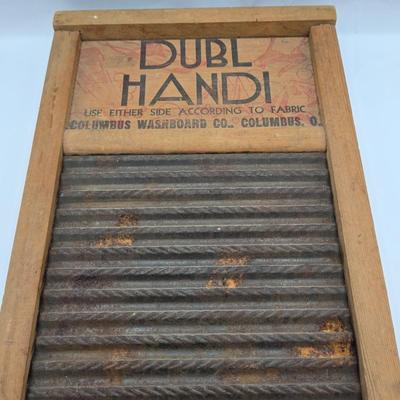 DUBL
HANDI
USE EITHER SIDE ACCORDING TO FABRIC
COLUMBUS WASHBOARD CO., COLUMBUS, O.